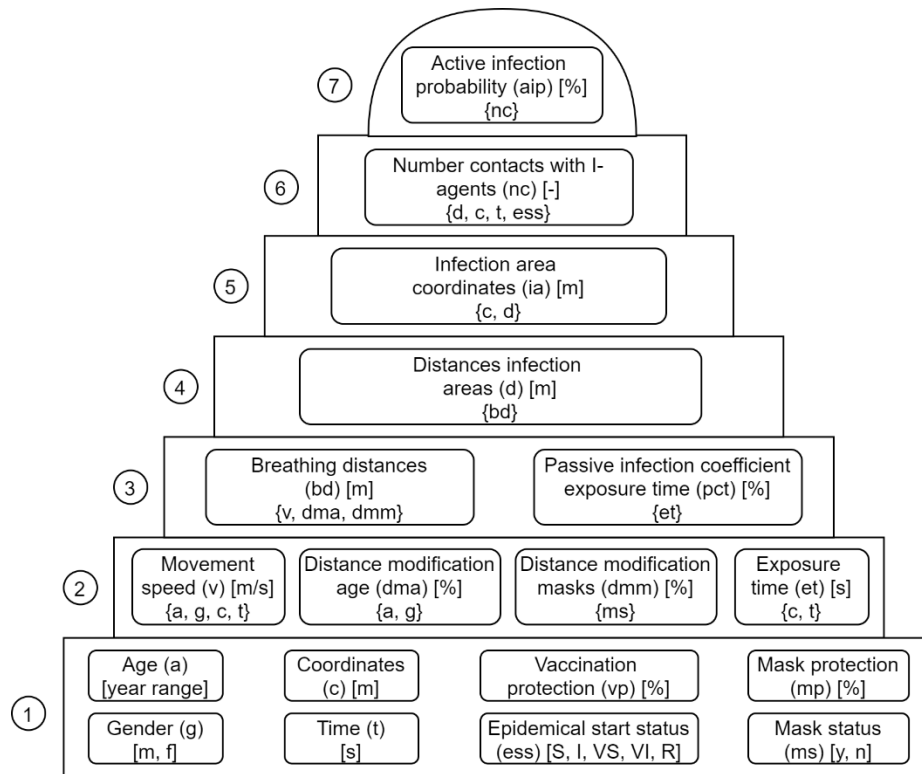 7
Active infection
probability (aip) [%]
{nc}
6
Number contacts with I-
agents (nc) [-]
{d, c, t, ess}
5
Infection area
coordinates (ia) [m]
{c, d}
4
Distances infection
areas (d) [m]
{bd}
3
Breathing distances
(bd) [m]
{v, dma, dmm}
Passive infection coefficient
exposure time (pct) [%]
{et}
2
Movement
speed (v) [m/s]
{a, g, c, t}
Distance modification
age (dma) [%]
{a, g}
Distance modification
masks (dmm) [%]
{ms}
Exposure
time (et) [s]
{c, t}
1
Age (a)
[year range]
Coordinates
(c) [m]
Vaccination
protection (vp) [%]
Mask protection
(mp) [%]
Gender (g)
[m, f]
Time (t)
[s]
Epidemical start status
(ess) [S, I, VS, VI, R]
Mask status
(ms) [y, n]